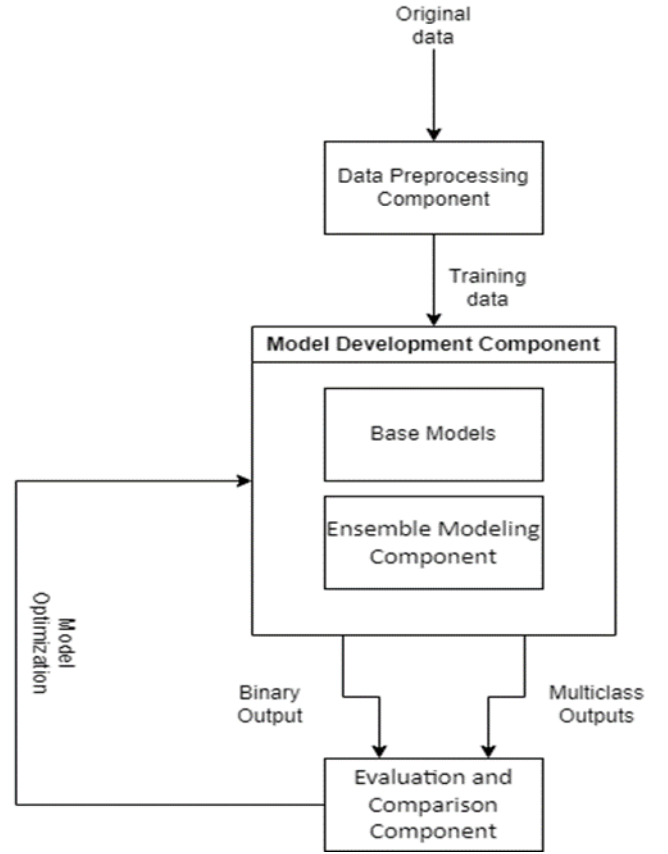 Original
data
Data Preprocessing
Component
Training
data
Model Development Component
Base Models
Ensemble Modeling
Component
Model
Optimization
Binary
Output
Multiclass
Outputs
Evaluation and
Comparison
Component